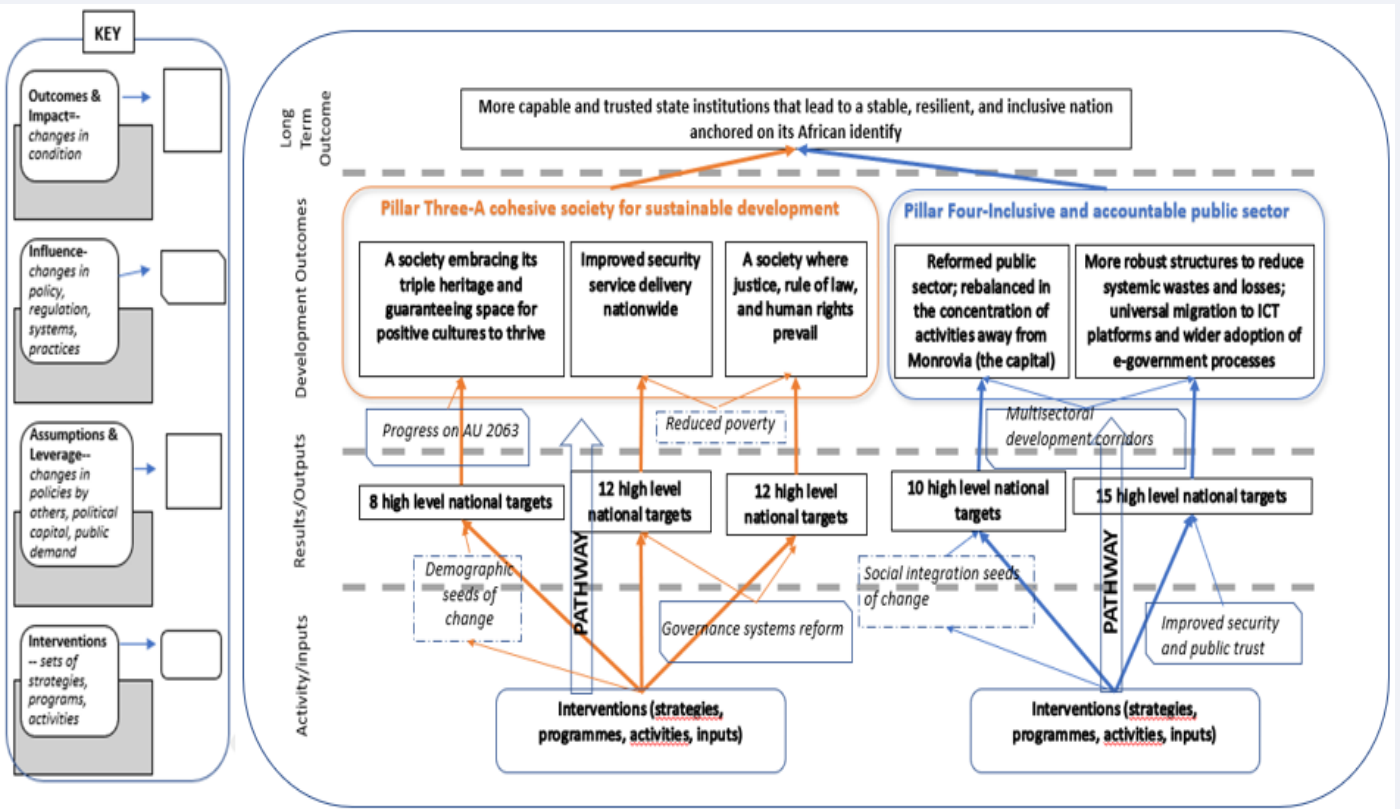 KEY
Outcomes &
Impact=-
changes in
condition
Influence-
changes in
policy,
regulation,
systems,
practices
Assumptions &
Leverage--
changes in
policies by
others, political
capital, public
demand
Interventions
-- sets of
strategies,
programs,
activities
Long
Term
Outcome
More capable and trusted state institutions that lead to a stable, resilient, and inclusive nation
anchored on its African identify
Development Outcomes
Pillar Three-A cohesive society for sustainable development
A society embracing its
triple heritage and
guaranteeing space for
positive cultures to thrive
Improved security
service delivery
nationwide
A society where
justice, rule of law,
and human rights
prevail
Pillar Four-Inclusive and accountable public sector
Reformed public
sector; rebalanced in
the concentration of
activities away from
Monrovia (the capital)
More robust structures to reduce
systemic wastes and losses;
universal migration to ICT
platforms and wider adoption of
e-government processes
Progress on AU 2063
Reduced poverty
Multisectoral
development corridors
Results/Outputs
8 high level national targets
12 high level
national targets
12 high level
national targets
10 high level national
targets
15 high level national targets
PATHWAY
PATHWAY
Demographic
seeds of
change
Governance systems reform
Social integration seeds
of change
Improved security
and public trust
Activity/inputs
Interventions (strategies,
programmes, activities, inputs)
Interventions (strategies,
programmes, activities, inputs)